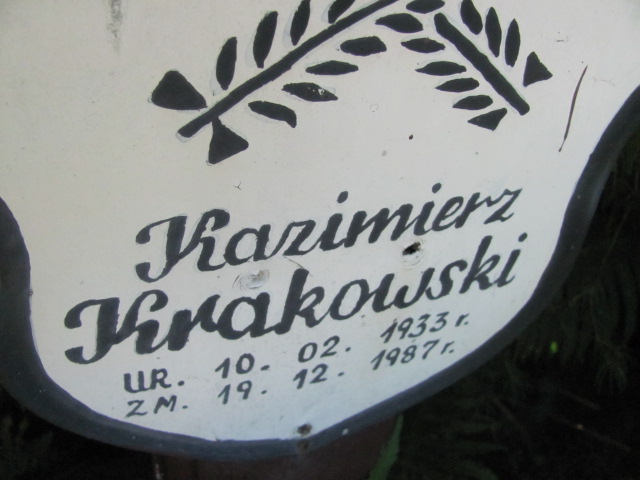 Kazimierz
Krakowski
UR. 10. 02. 1933 r.
ZM. 19. 12. 1987 r.